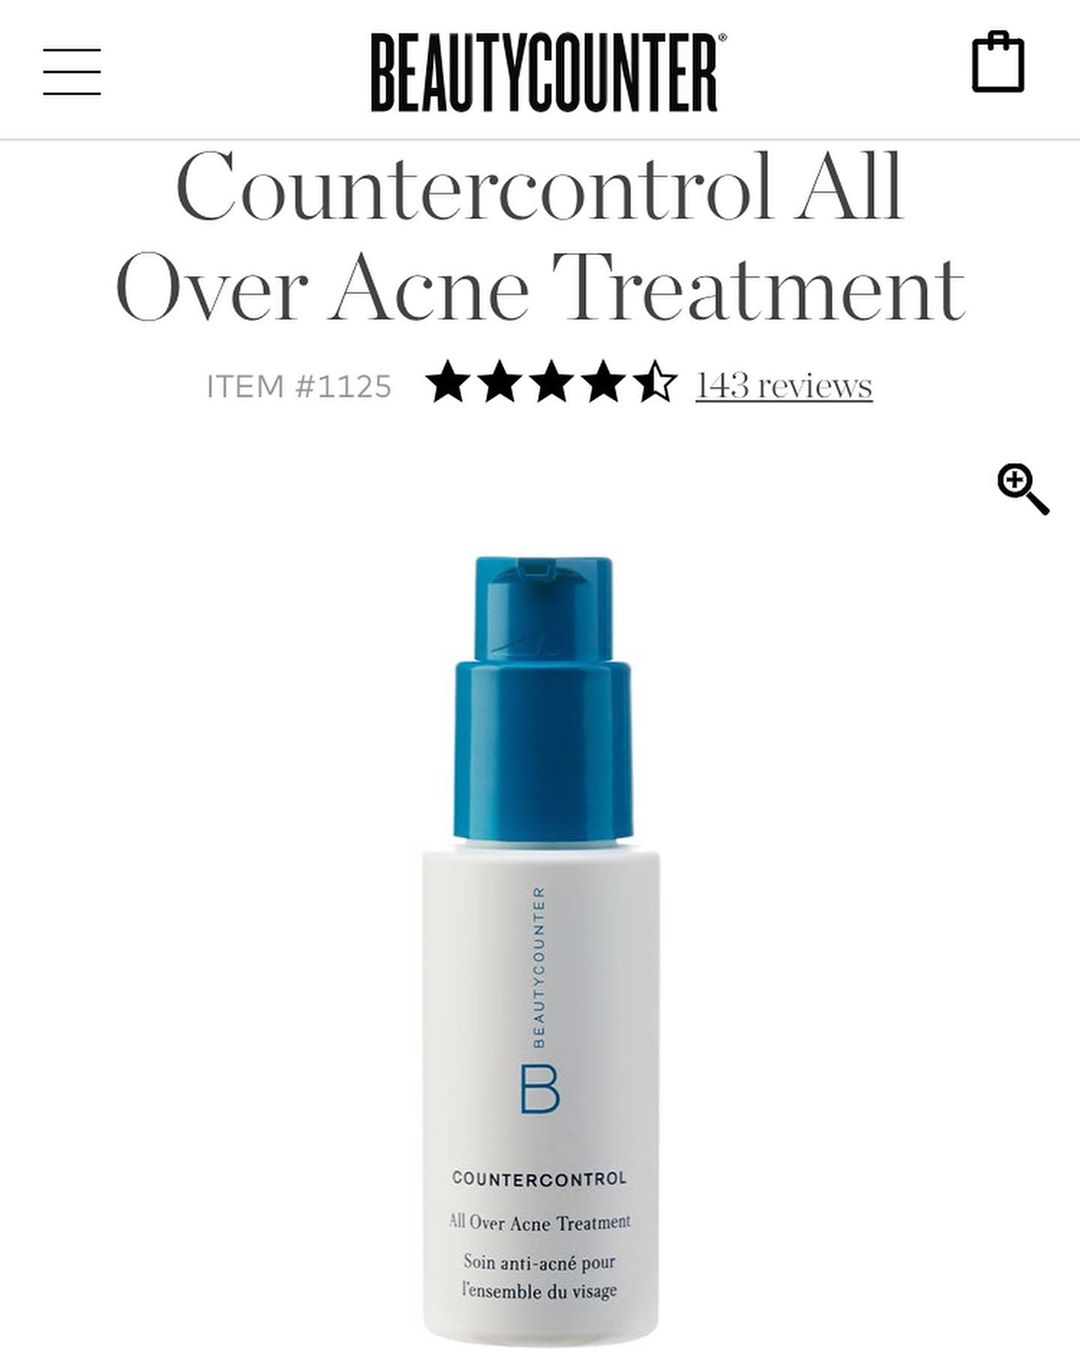 BEAUTYCOUNTER®
Countercontrol All
Over Acne Treatment
ITEM #1125 143 reviews
BEAUTYCOUNTER
B
COUNTERCONTROL
All Over Acne Treatment
Soin anti-acné pour
l'ensemble du visage